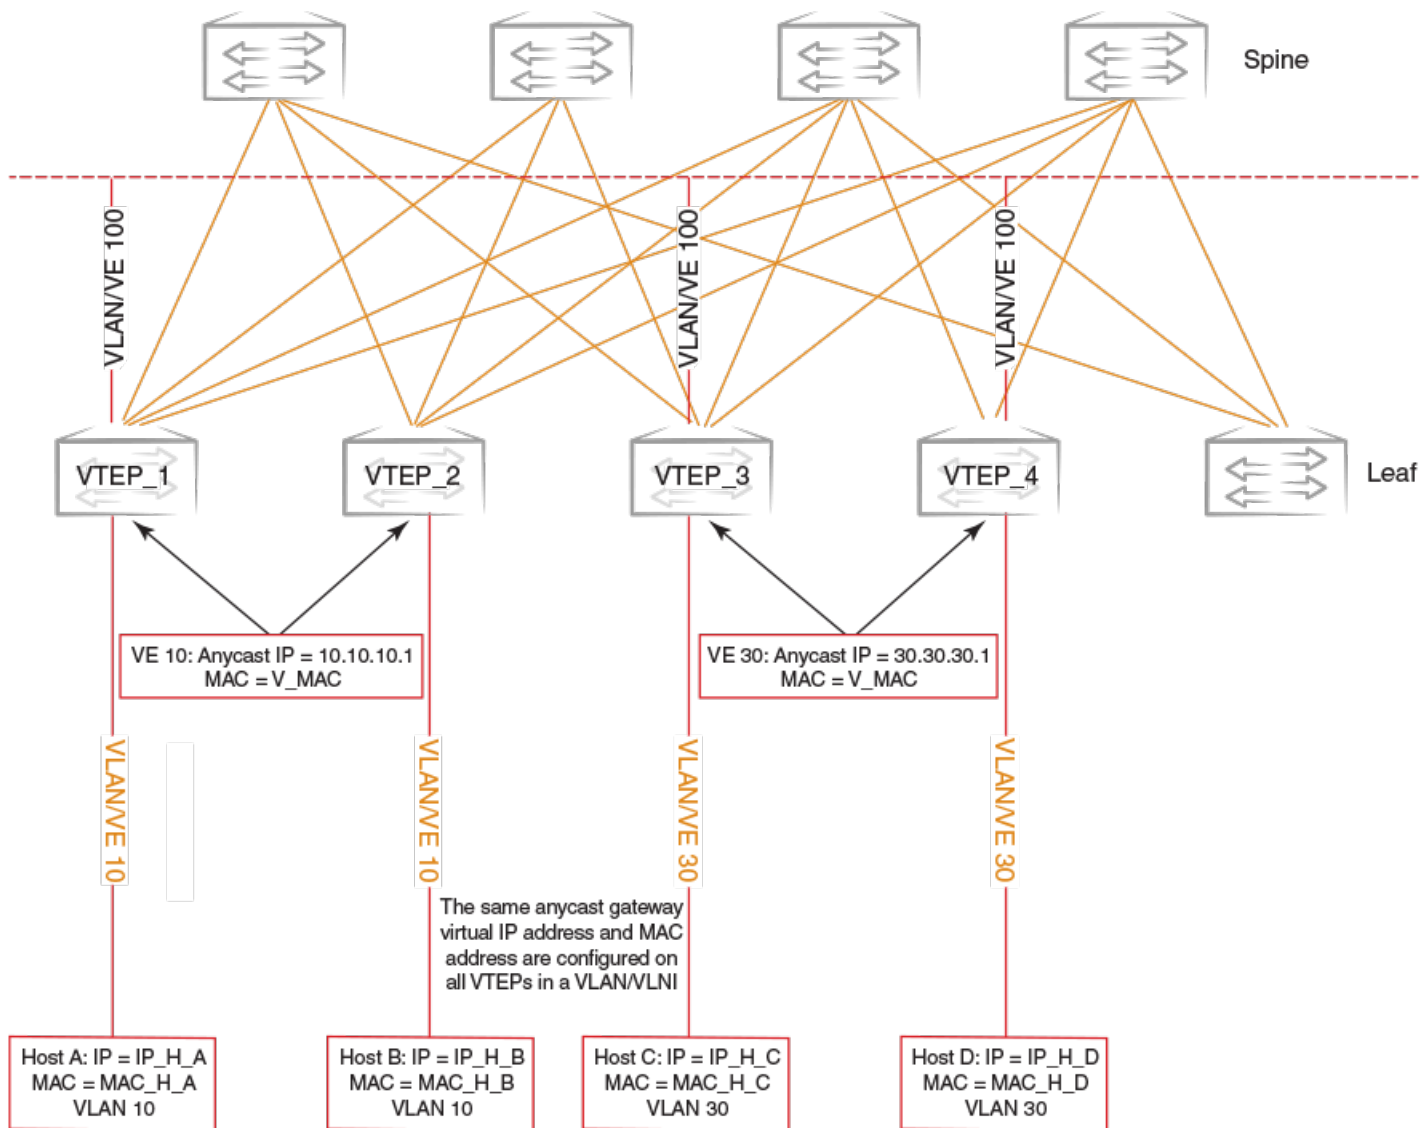 Spine
VLAN/VE 100
VLAN/VE 100
VLAN/VE 100
VTEP_1
VTEP_2
VTEP_3
VTEP_4
Leaf
VE 10: Anycast IP = 10.10.10.1
MAC = V_MAC
VE 30: Anycast IP = 30.30.30.1
MAC = V_MAC
VLAN/VE 10
VLAN/VE 10
VLAN/VE 30
VLAN/VE 30
The same anycast gateway
virtual IP address and MAC
address are configured on
all VTEPs in a VLAN/VLNI
Host A: IP = IP_H_A
MAC = MAC_H_A
VLAN 10
Host B: IP = IP_H_B
MAC = MAC_H_B
VLAN 10
Host C: IP = IP_H_C
MAC = MAC_H_C
VLAN 30
Host D: IP = IP_H_D
MAC = MAC_H_D
VLAN 30